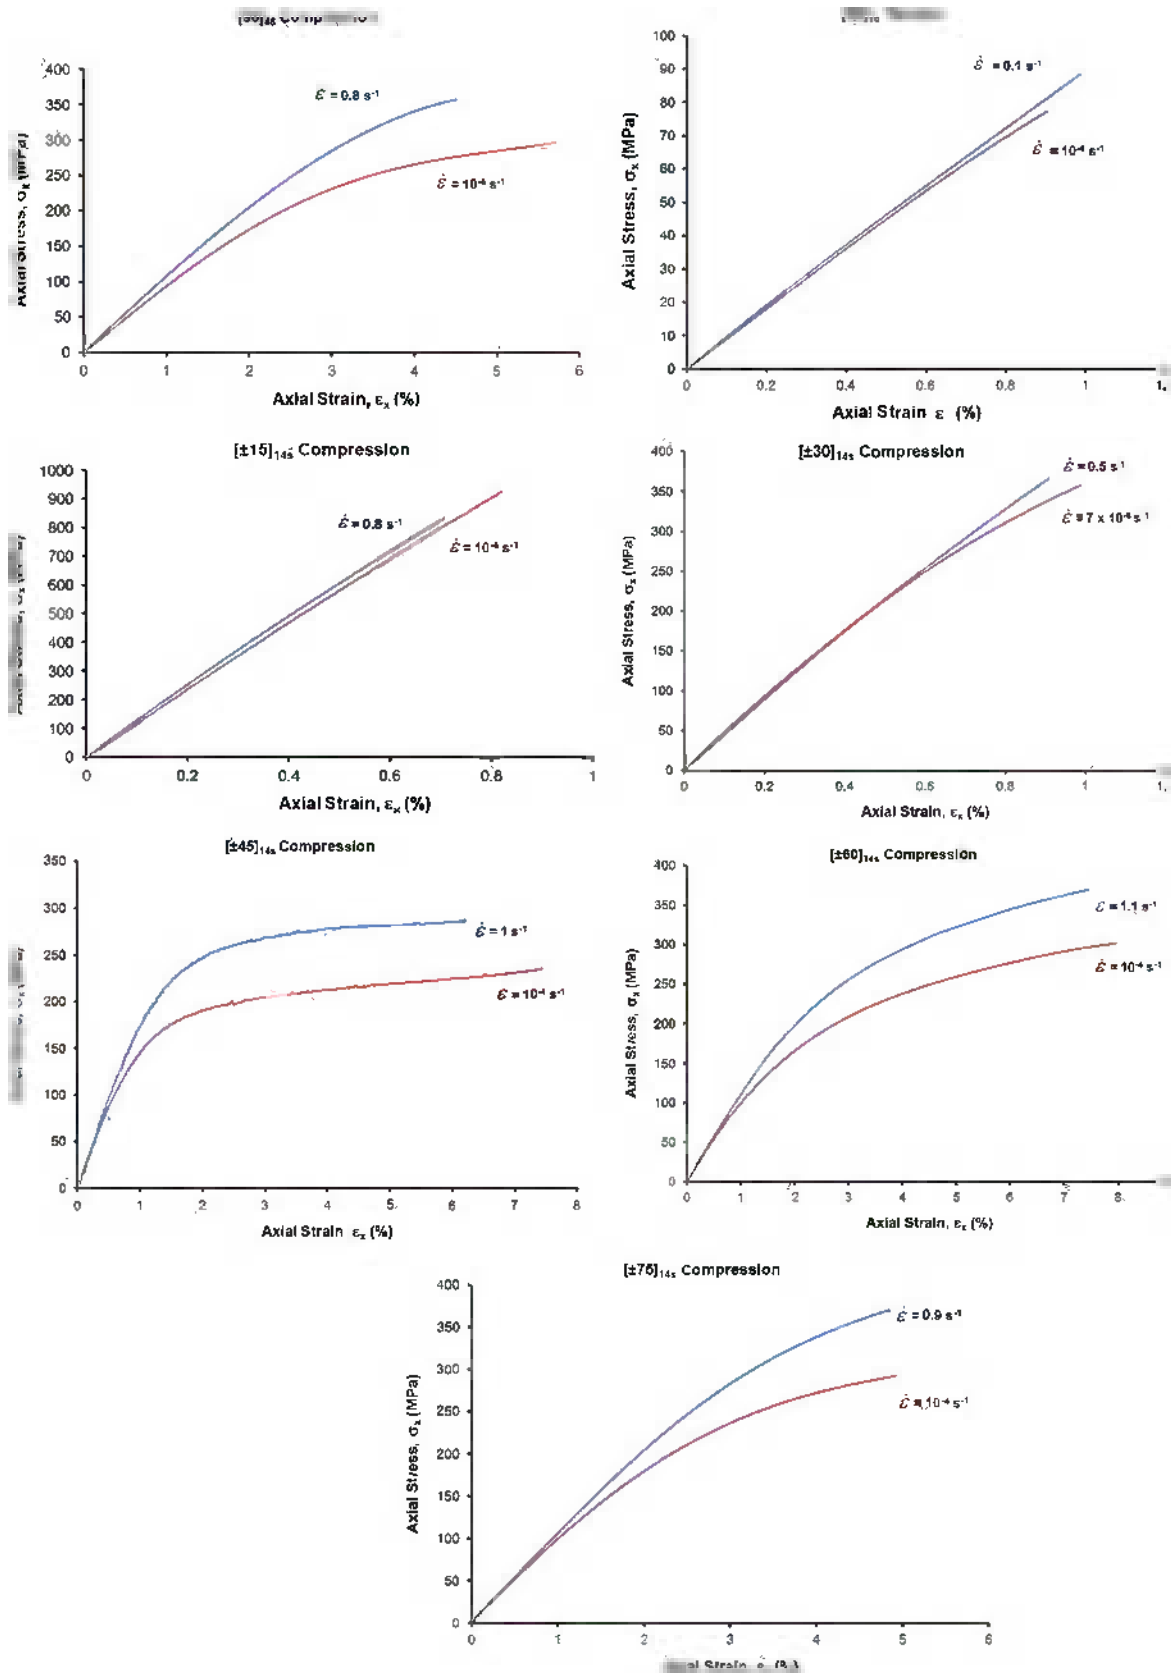 400
350
300
250
200
150
100
50
0
ε = 0.8 s⁻¹
ε̇ = 10⁻⁴ s⁻¹
0 1 2 3 4 5 6
Axial Strain, εₓ (%)
100
90
80
70
60
50
40
30
20
10
0
Axial Stress, σₓ (MPa)
ε̇ = 0.1 s⁻¹
ε̇ = 10⁻⁴ s⁻¹
0 0.2 0.4 0.6 0.8 1
Axial Strain ε (%)
[±15]₁₄ₛ Compression
1000
900
800
700
600
500
400
300
200
100
0
ε̇ = 0.8 s⁻¹
ε̇ = 10⁻⁴ s⁻¹
0 0.2 0.4 0.6 0.8 1
Axial Strain, εₓ (%)
[±30]₁₄ₛ Compression
400
350
300
250
200
150
100
50
0
Axial Stress, σₓ (MPa)
ε̇ = 0.5 s⁻¹
0 0.2 0.4 0.6 0.8 1
Axial Strain, εₓ (%)
[±45]₁₄ₛ Compression
350
300
250
200
150
100
50
0
ε̇ = 1 s⁻¹
ε = 10⁻⁴ s⁻¹
0 1 2 3 4 5 6 7 8
Axial Strain εₓ (%)
[±60]₁₄ₛ Compression
400
350
300
250
200
150
100
50
0
Axial Stress, σₓ (MPa)
ε = 1.1 s⁻¹
ε̇ = 10⁻⁴ s⁻¹
0 1 2 3 4 5 6 7 8
Axial Strain, εₓ (%)
[±75]₁₄ₛ Compression
400
350
300
250
200
150
100
50
0
Axial Stress, σₓ (MPa)
ε̇ = 0.9 s⁻¹
ε̇ = 10⁻⁴ s⁻¹
0 1 2 3 4 5 6